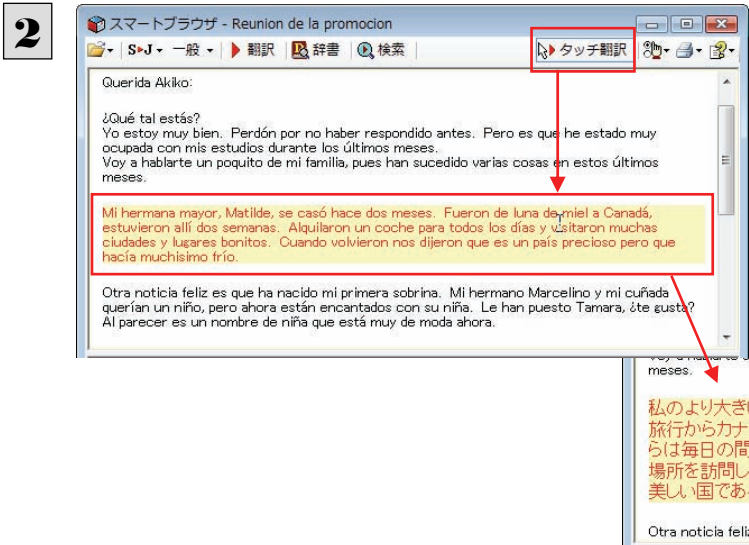 2
スマートブラウザ - Reunion de la promocion
S▸J 一般 翻訳 辞書 検索 タッチ翻訳
Querida Akiko:
¿Qué tal estás?
Yo estoy muy bien. Perdón por no haber respondido antes. Pero es que he estado muy
ocupada con mis estudios durante los últimos meses.
Voy a hablarte un poquito de mi familia, pues han sucedido varias cosas en estos últimos
meses.
Mi hermana mayor, Matilde, se casó hace dos meses. Fueron de luna de miel a Canadá,
estuvieron allí dos semanas. Alquilaron un coche para todos los días y visitaron muchas
ciudades y lugares bonitos. Cuando volvieron nos dijeron que es un país precioso pero que
hacía muchisimo frío.
Otra noticia feliz es que ha nacido mi primera sobrina. Mi hermano Marcelino y mi cuñada
querían un niño, pero ahora están encantados con su niña. Le han puesto Tamara, ¿te gusta?
Al parecer es un nombre de niña que está muy de moda ahora.
meses.
私のより大き
旅行からカナ
らは毎日の間
場所を訪問し
美しい国であ
Otra noticia feliz